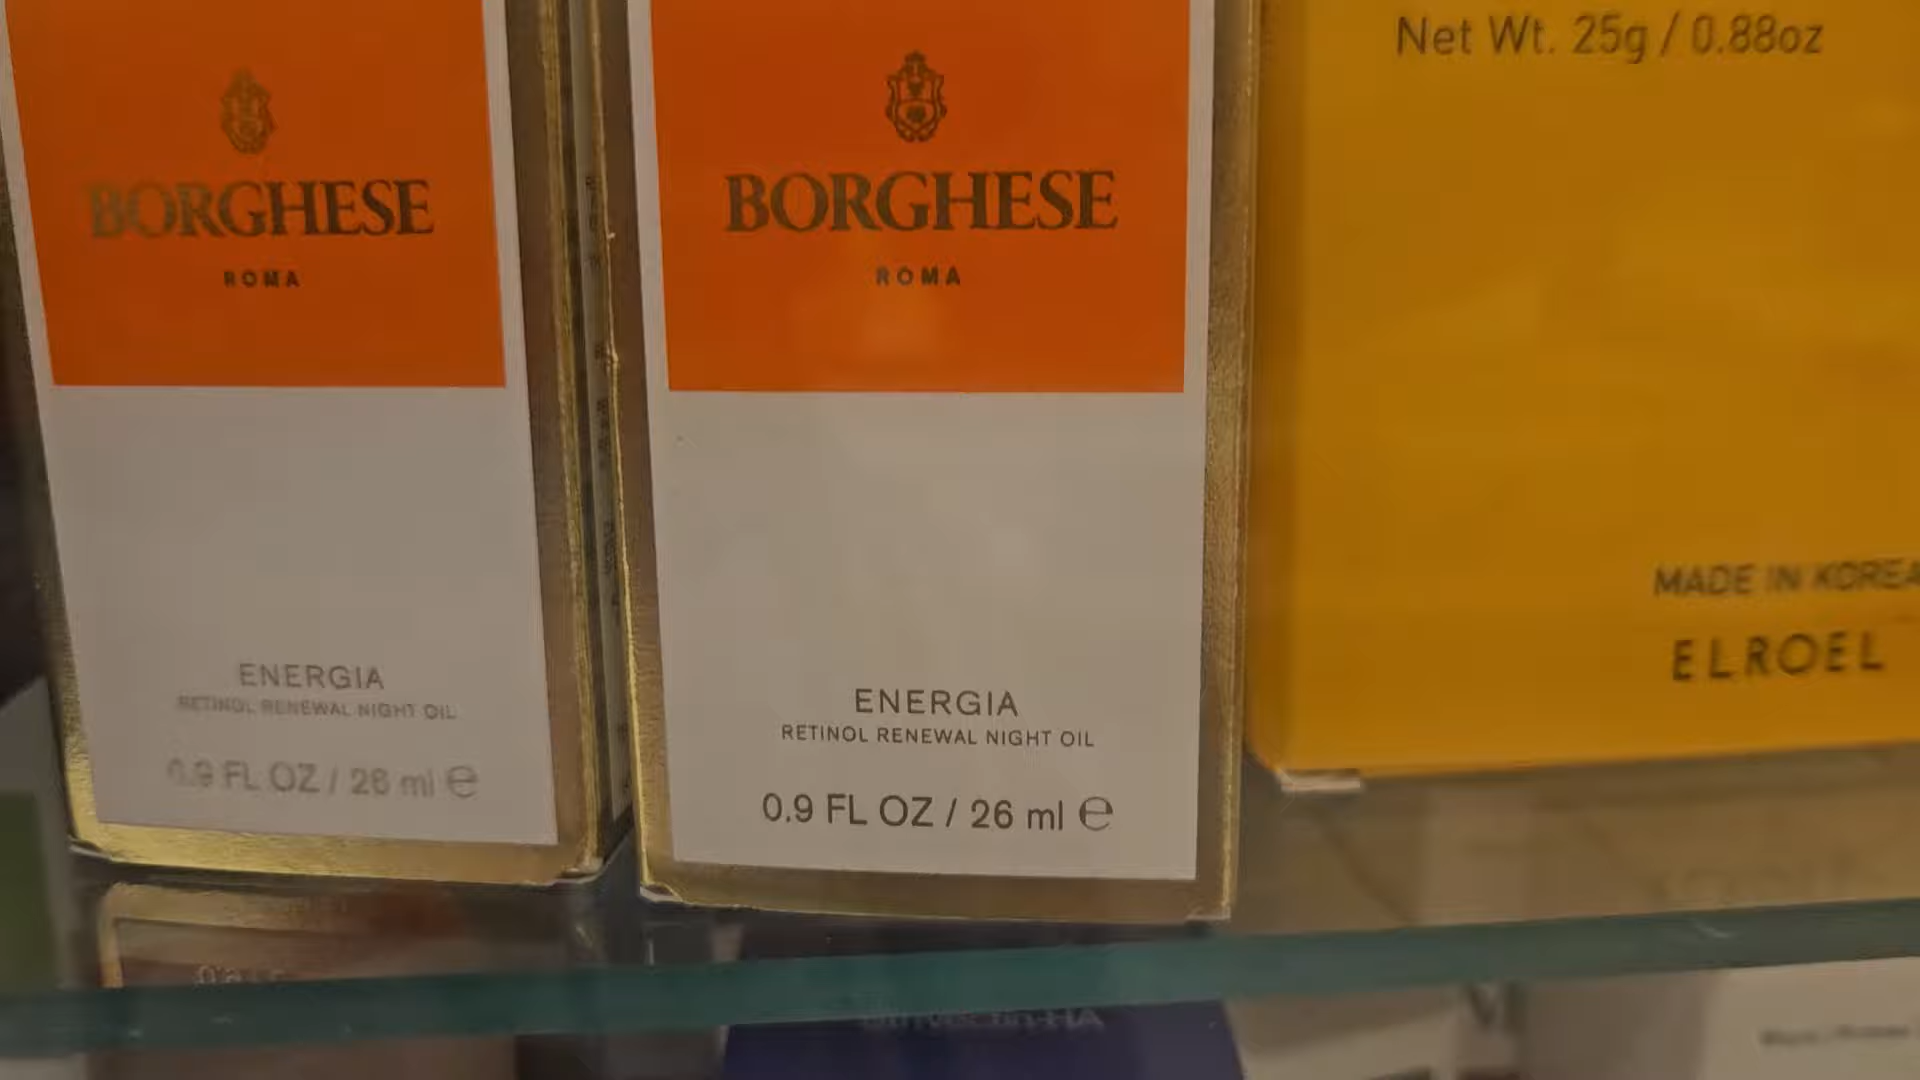 BORGHESE
ROMA
ENERGIA
RETINOL RENEWAL NIGHT OIL
0.9 FL OZ / 26 ml ℮
BORGHESE
ROMA
ENERGIA
RETINOL RENEWAL NIGHT OIL
0.9 FL OZ / 26 ml ℮
Net Wt. 25g / 0.88oz
MADE IN KOREA
ELROEL